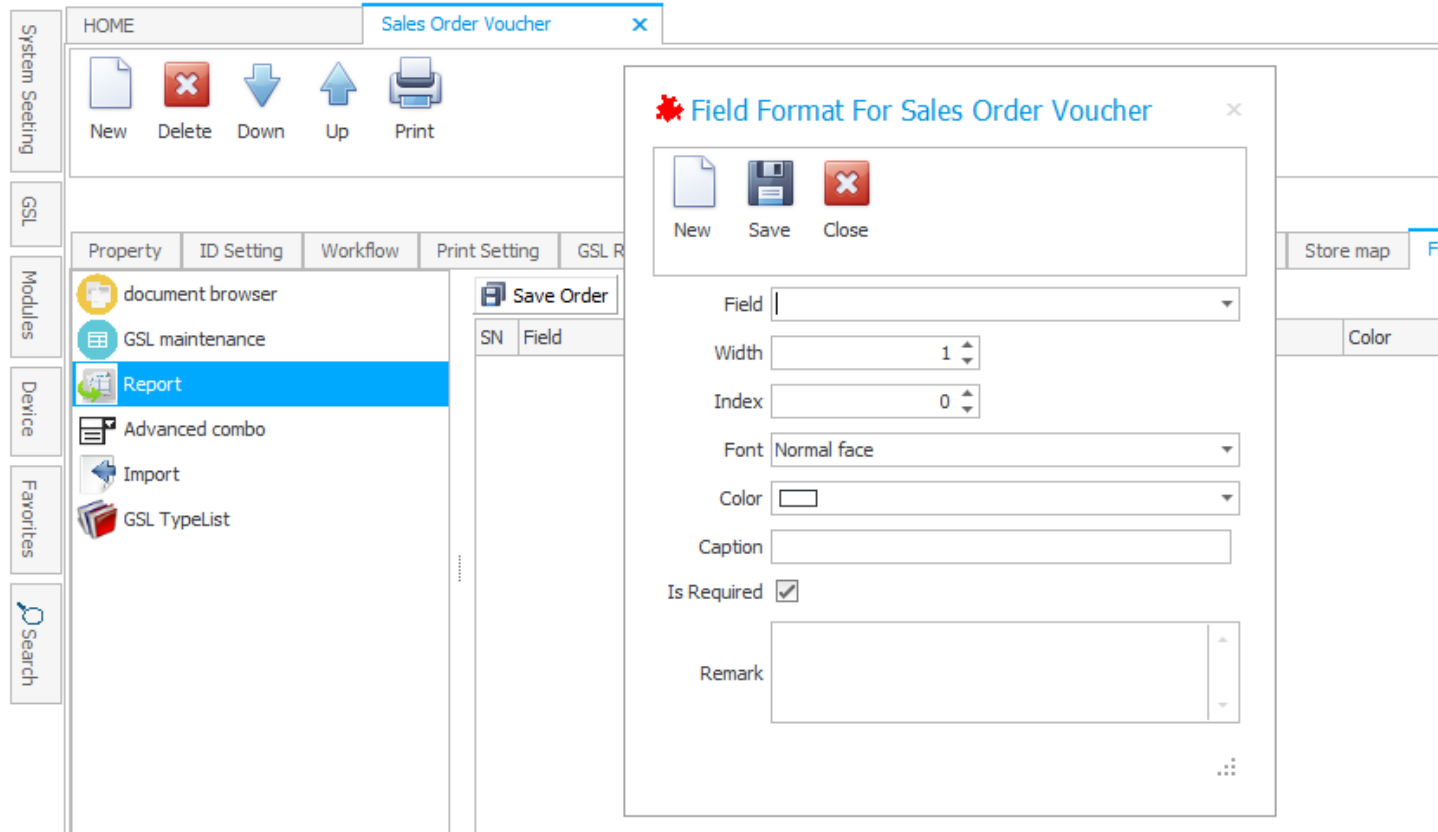 HOME
Sales Order Voucher
New Delete Down Up Print
System Seeting
GSL
Modules
Device
Favorites
Search
Property ID Setting Workflow Print Setting GSL R Store map F
document browser
GSL maintenance
Report
Advanced combo
Import
GSL TypeList
Save Order
SN Field Color
Field Format For Sales Order Voucher
New Save Close
Field
Width 1
Index 0
Font Normal face
Color
Caption
Is Required
Remark